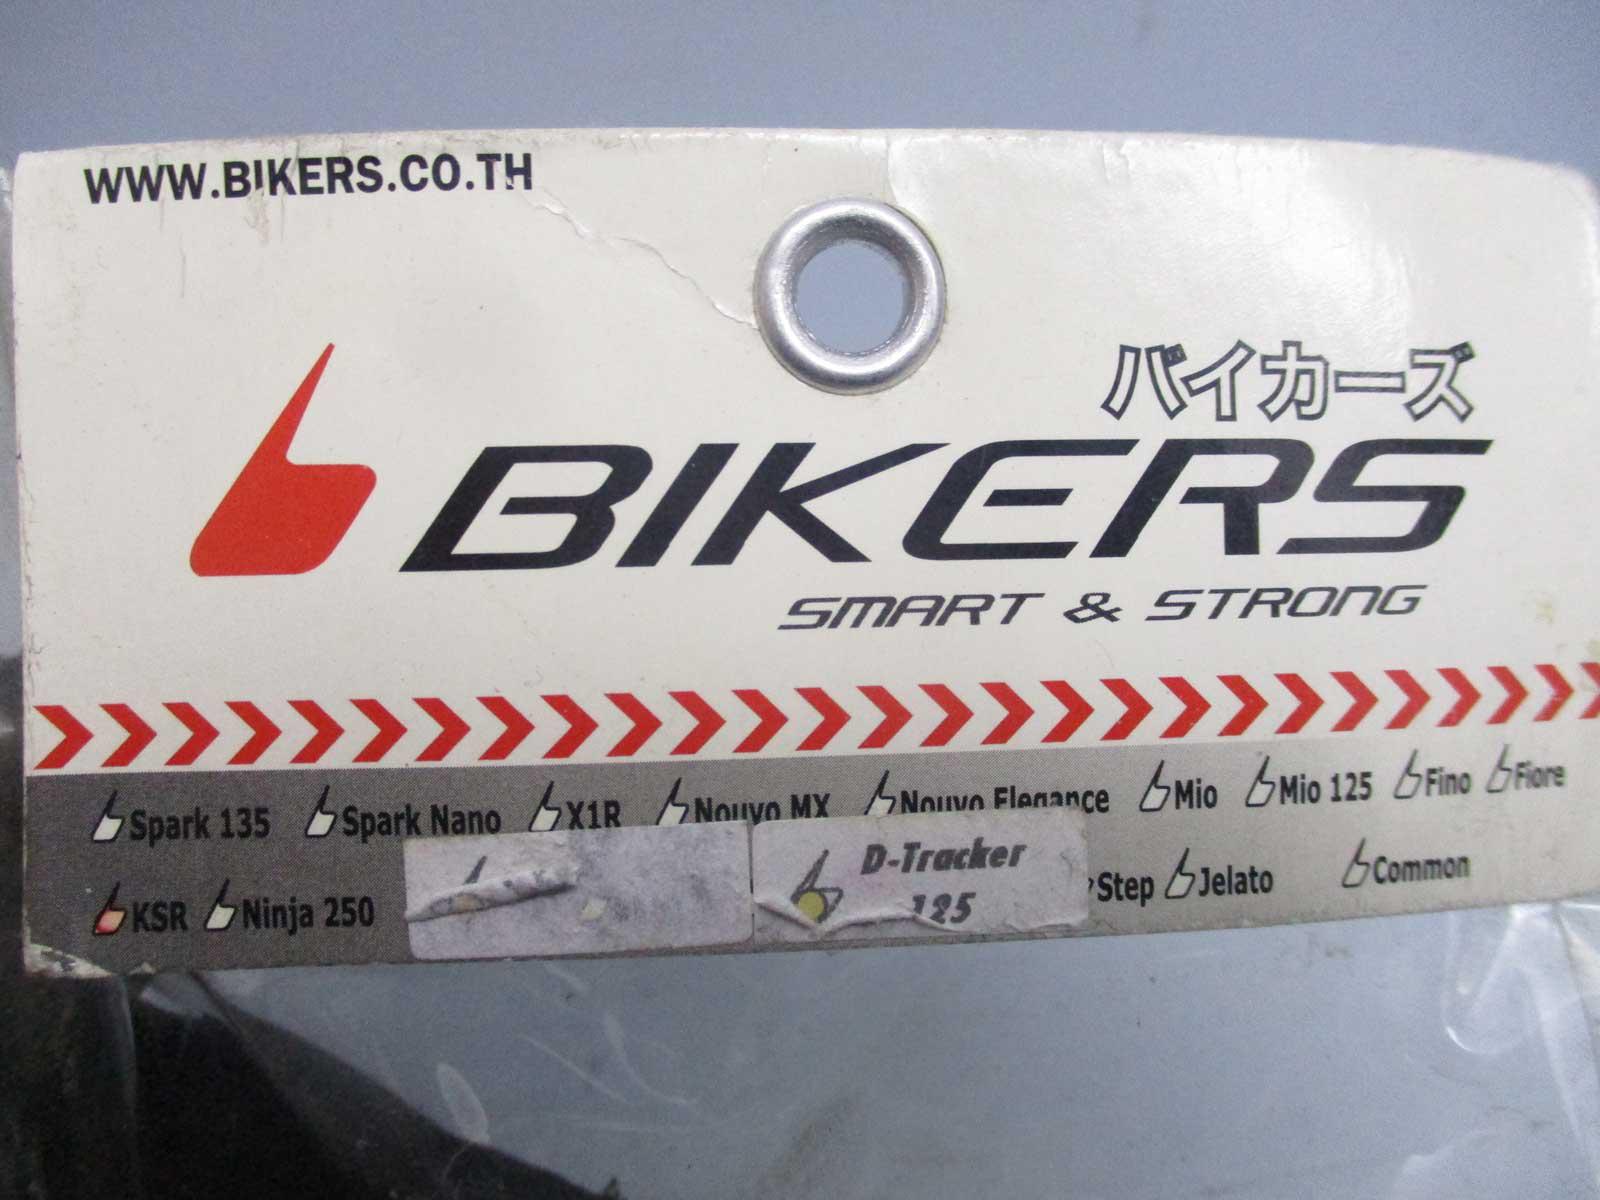 WWW.BIKERS.CO.TH
バイカーズ
BIKERS
SMART & STRONG
Spark 135 Spark Nano X1R Nouvo MX Nouvo Elegance Mio Mio 125 Fino Fiore
KSR Ninja 250 D-Tracker 125 Step Jelato Common